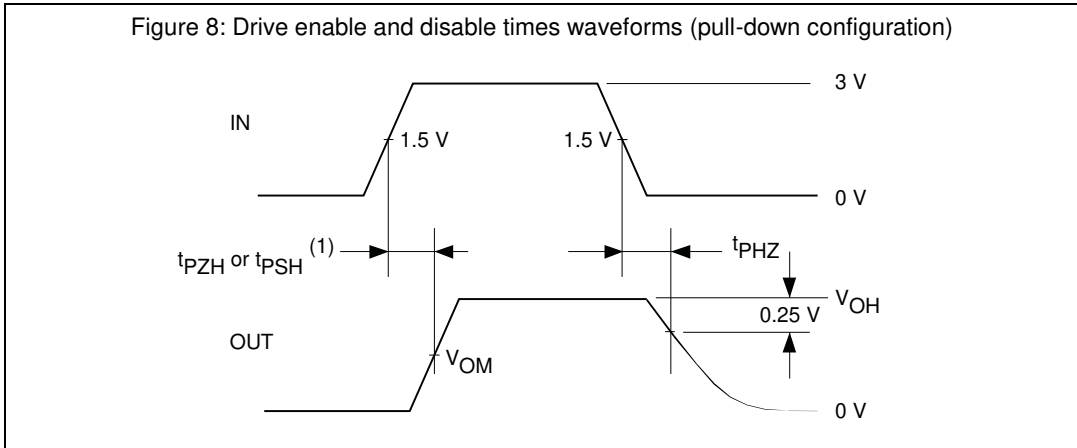 Figure 8: Drive enable and disable times waveforms (pull-down configuration)
3 V
IN
1.5 V
1.5 V
0 V
tPZH or tPSH (1)
tPHZ
VOH
0.25 V
OUT
VOM
0 V